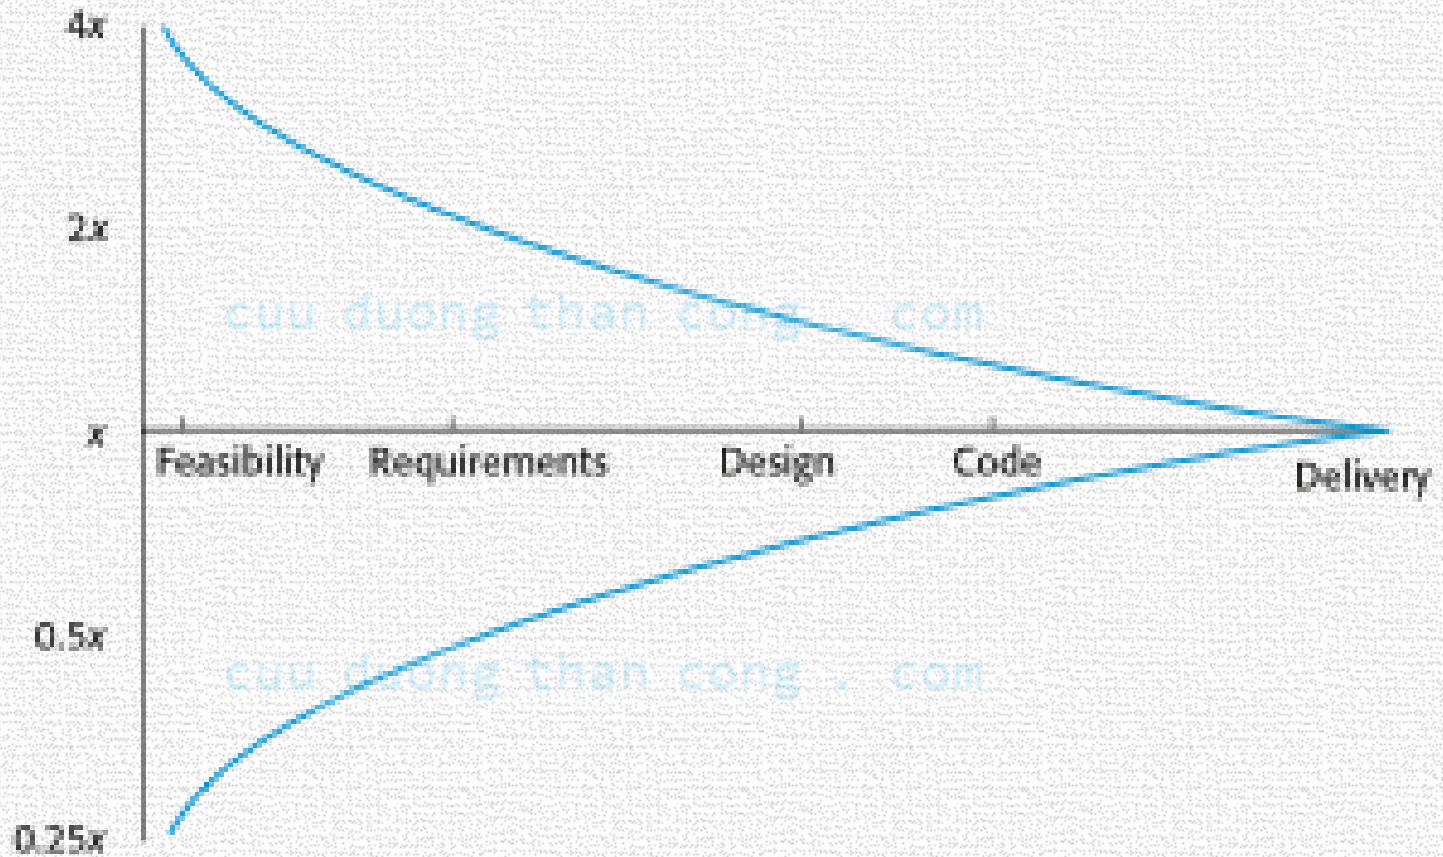 4x
2x
cuu duong than cong . com
x
Feasibility Requirements Design Code Delivery
0.5x
cuu duong than cong . com
0.25x